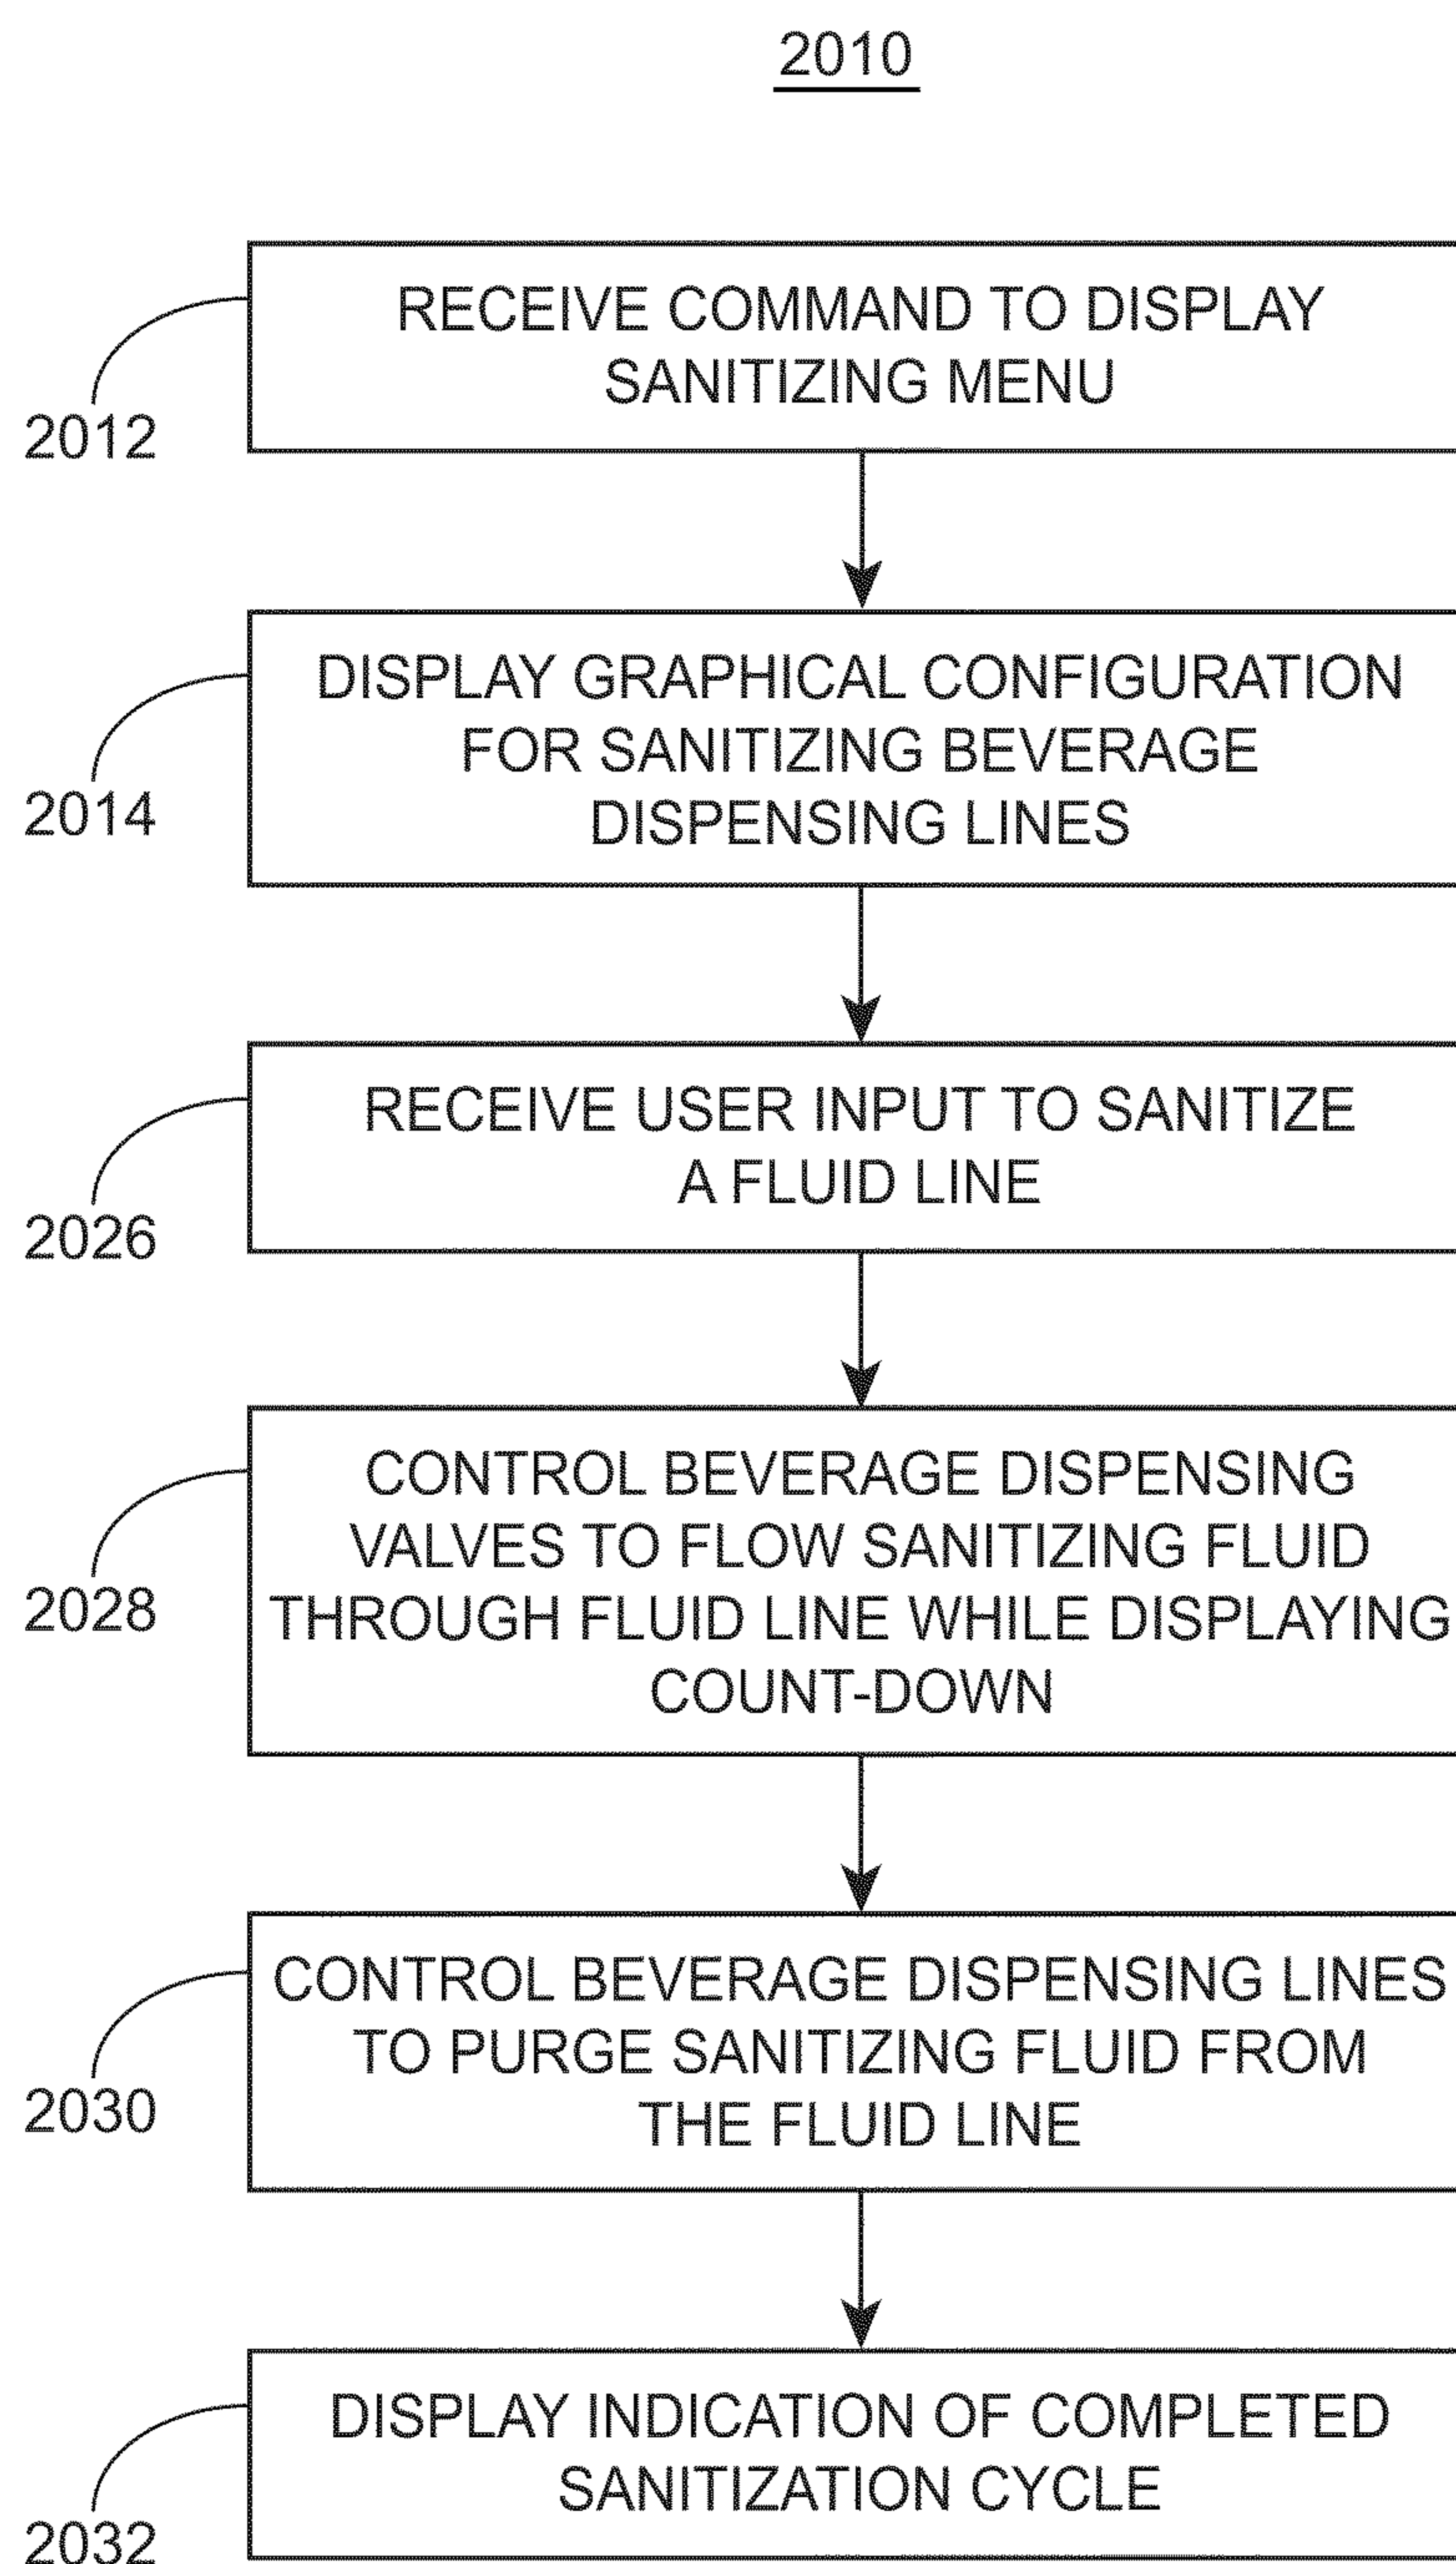 2010
RECEIVE COMMAND TO DISPLAY
SANITIZING MENU
2012
DISPLAY GRAPHICAL CONFIGURATION
FOR SANITIZING BEVERAGE
DISPENSING LINES
2014
RECEIVE USER INPUT TO SANITIZE
A FLUID LINE
2026
CONTROL BEVERAGE DISPENSING
VALVES TO FLOW SANITIZING FLUID
THROUGH FLUID LINE WHILE DISPLAYING
COUNT-DOWN
2028
CONTROL BEVERAGE DISPENSING LINES
TO PURGE SANITIZING FLUID FROM
THE FLUID LINE
2030
DISPLAY INDICATION OF COMPLETED
SANITIZATION CYCLE
2032